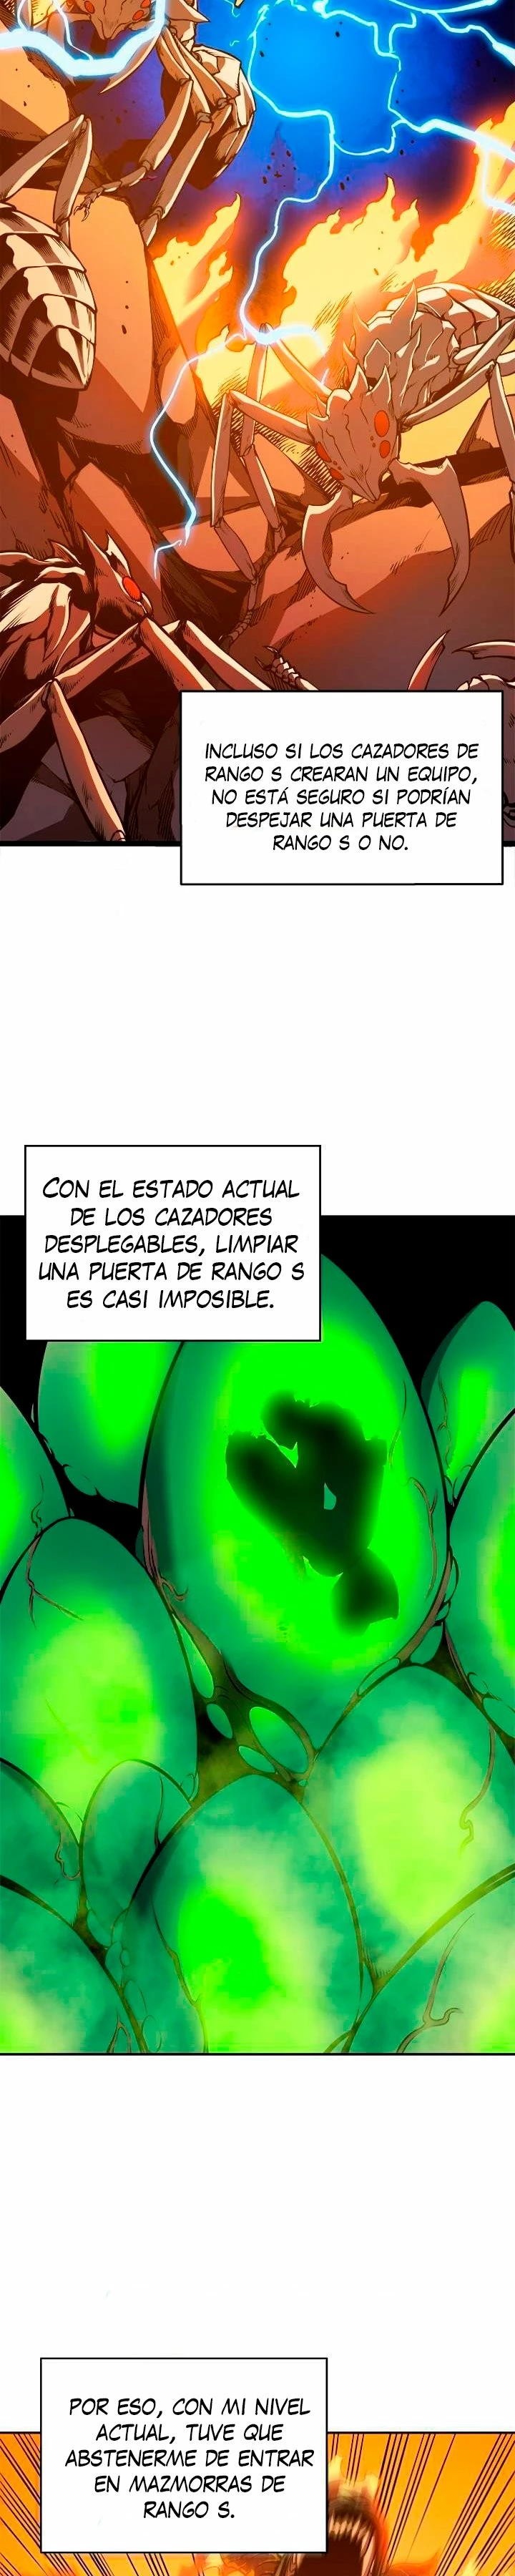 INCLUSO SI LOS CAZADORES DE
RANGO S CREARAN UN EQUIPO,
NO ESTÁ SEGURO SI PODRÍAN
DESPEJAR UNA PUERTA DE
RANGO S O NO.
CON EL ESTADO ACTUAL
DE LOS CAZADORES
DESPLEGABLES, LIMPIAR
UNA PUERTA DE RANGO S
ES CASI IMPOSIBLE.
POR ESO, CON MI NIVEL
ACTUAL, TUVE QUE
ABSTENERME DE ENTRAR
EN MAZMORRAS DE
RANGO S.